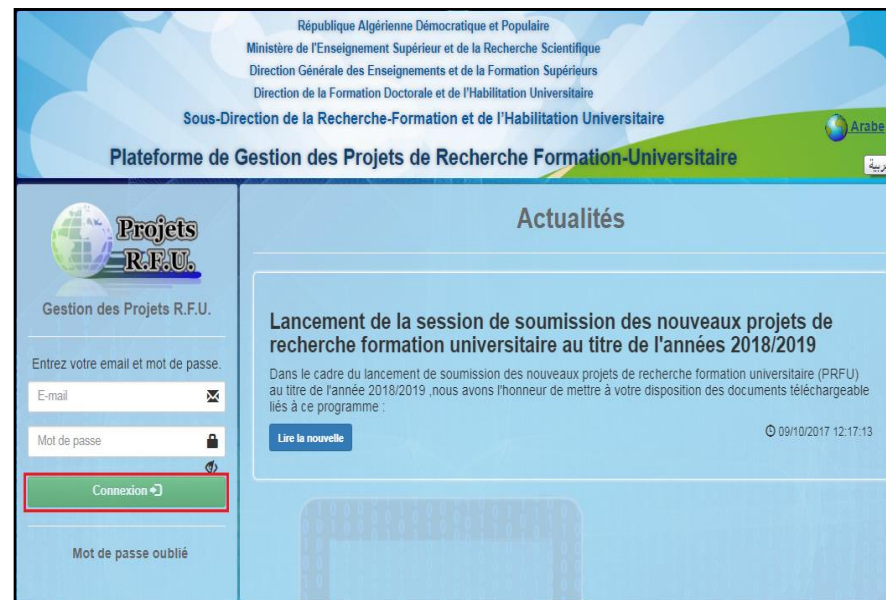 République Algérienne Démocratique et Populaire
Ministère de l'Enseignement Supérieur et de la Recherche Scientifique
Direction Générale des Enseignements et de la Formation Supérieurs
Direction de la Formation Doctorale et de l'Habilitation Universitaire
Sous-Direction de la Recherche-Formation et de l'Habilitation Universitaire
Arabe
Plateforme de Gestion des Projets de Recherche Formation-Universitaire
Projets
R.F.U.
Gestion des Projets R.F.U.
Entrez votre email et mot de passe.
E-mail
Mot de passe
Connexion
Mot de passe oublié
Actualités
Lancement de la session de soumission des nouveaux projets de
recherche formation universitaire au titre de l'années 2018/2019
Dans le cadre du lancement de soumission des nouveaux projets de recherche formation universitaire (PRFU)
au titre de l'année 2018/2019 ,nous avons l'honneur de mettre à votre disposition des documents téléchargeable
liés à ce programme :
Lire la nouvelle
09/10/2017 12:17:13